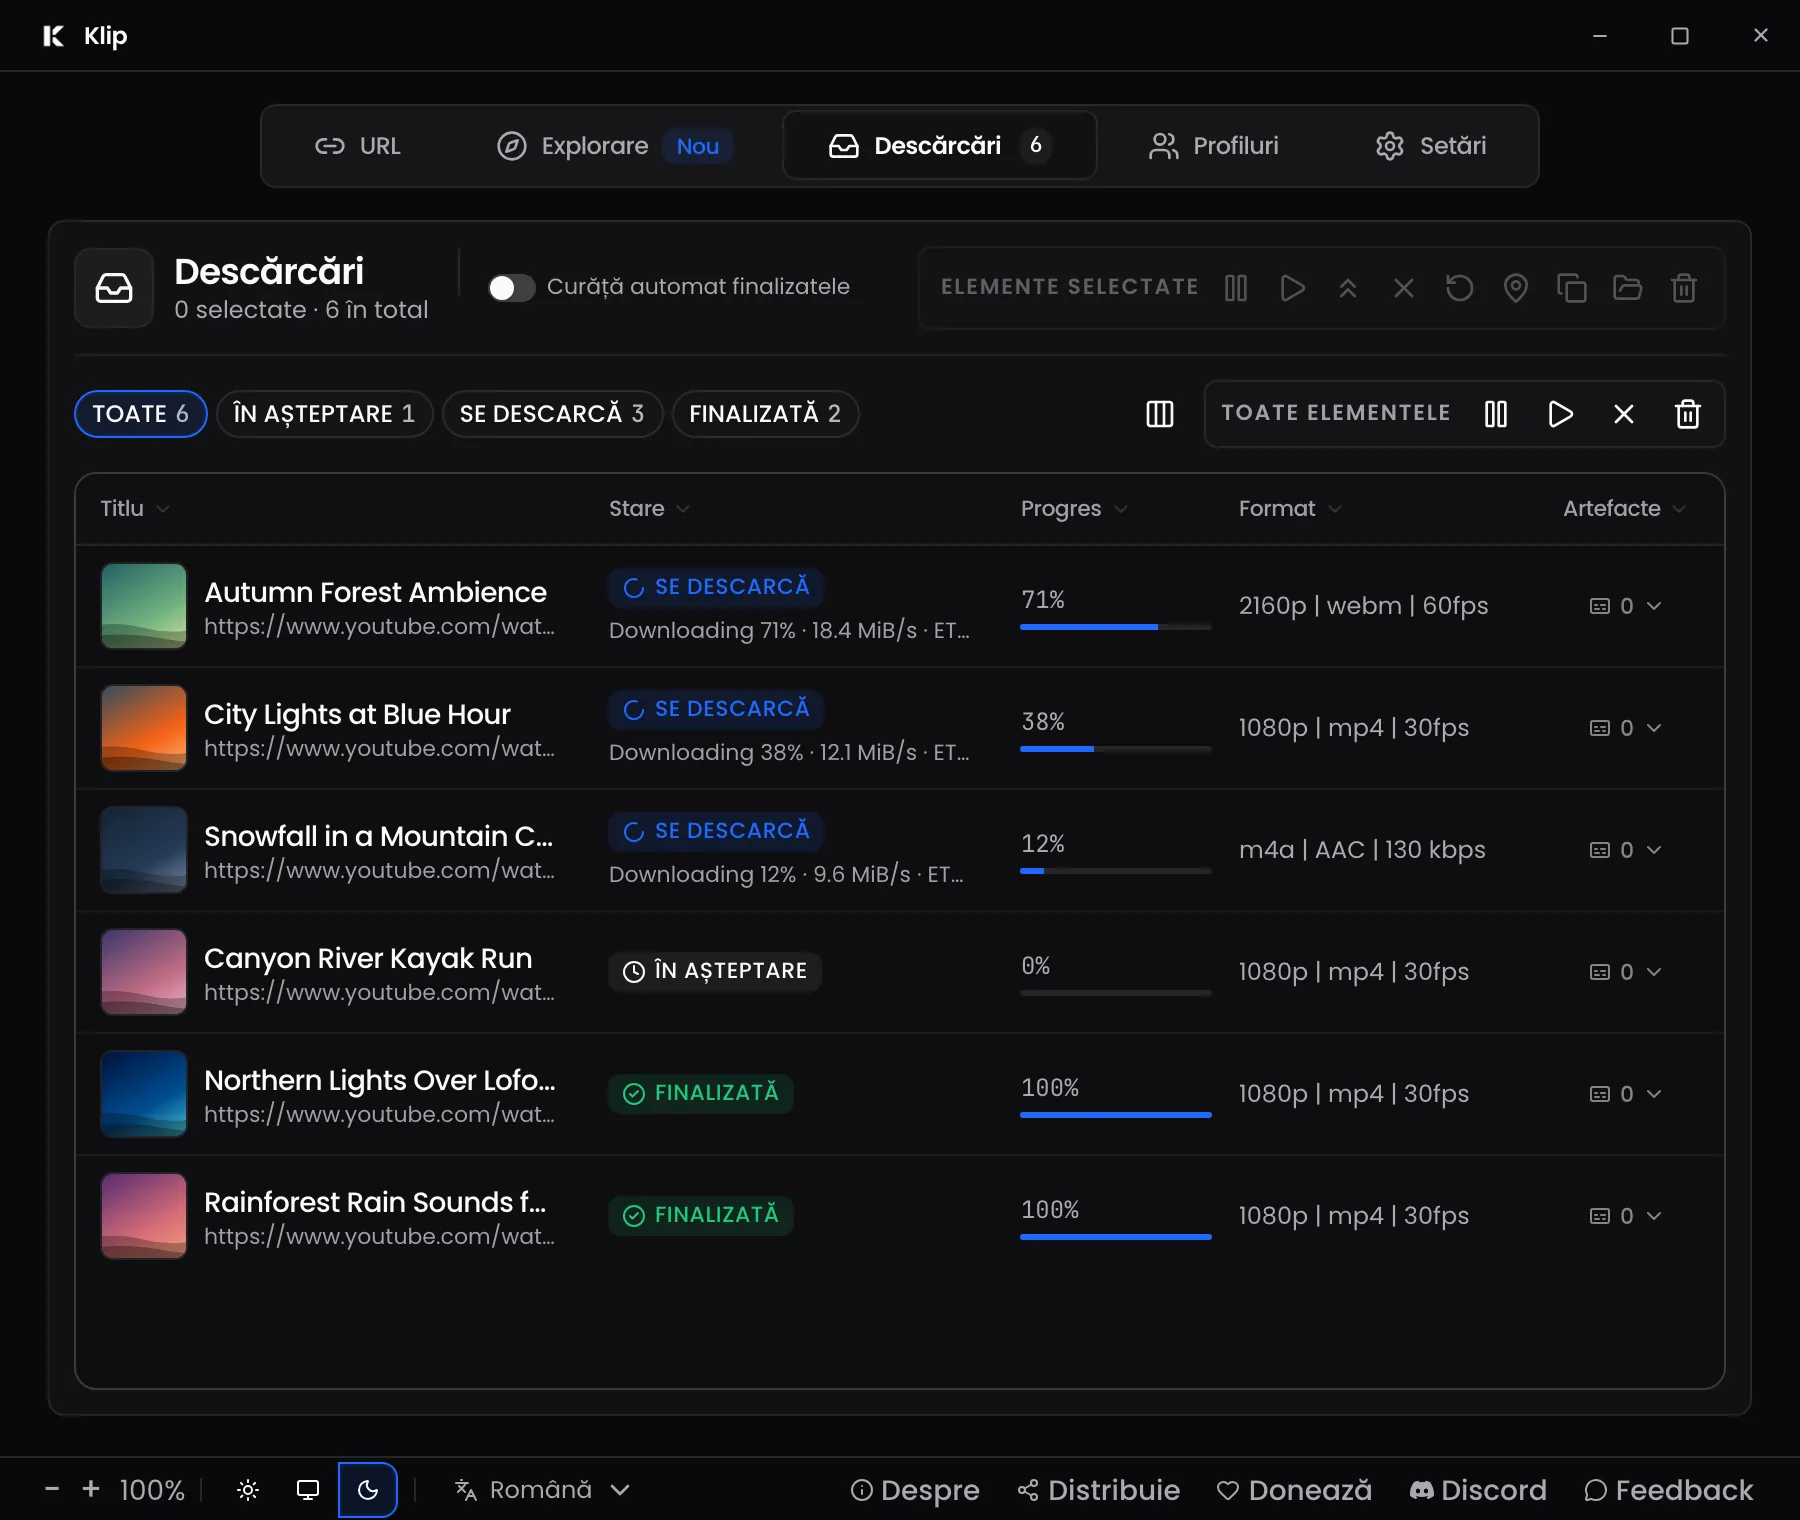 Klip
URL
Explorare Nou
Descărcări 6
Profiluri
Setări
Descărcări
0 selectate · 6 în total
Curăță automat finalizatele
ELEMENTE SELECTATE
TOATE 6
ÎN AȘTEPTARE 1
SE DESCARCĂ 3
FINALIZATĂ 2
TOATE ELEMENTELE
Titlu
Stare
Progres
Format
Artefacte
Autumn Forest Ambience
https://www.youtube.com/wat...
SE DESCARCĂ
Downloading 71% · 18.4 MiB/s · ET...
71%
2160p | webm | 60fps
0
City Lights at Blue Hour
https://www.youtube.com/wat...
SE DESCARCĂ
Downloading 38% · 12.1 MiB/s · ET...
38%
1080p | mp4 | 30fps
0
Snowfall in a Mountain C...
https://www.youtube.com/wat...
SE DESCARCĂ
Downloading 12% · 9.6 MiB/s · ET...
12%
m4a | AAC | 130 kbps
0
Canyon River Kayak Run
https://www.youtube.com/wat...
ÎN AȘTEPTARE
0%
1080p | mp4 | 30fps
0
Northern Lights Over Lofo...
https://www.youtube.com/wat...
FINALIZATĂ
100%
1080p | mp4 | 30fps
0
Rainforest Rain Sounds f...
https://www.youtube.com/wat...
FINALIZATĂ
100%
1080p | mp4 | 30fps
0
100%
Română
Despre
Distribuie
Donează
Discord
Feedback